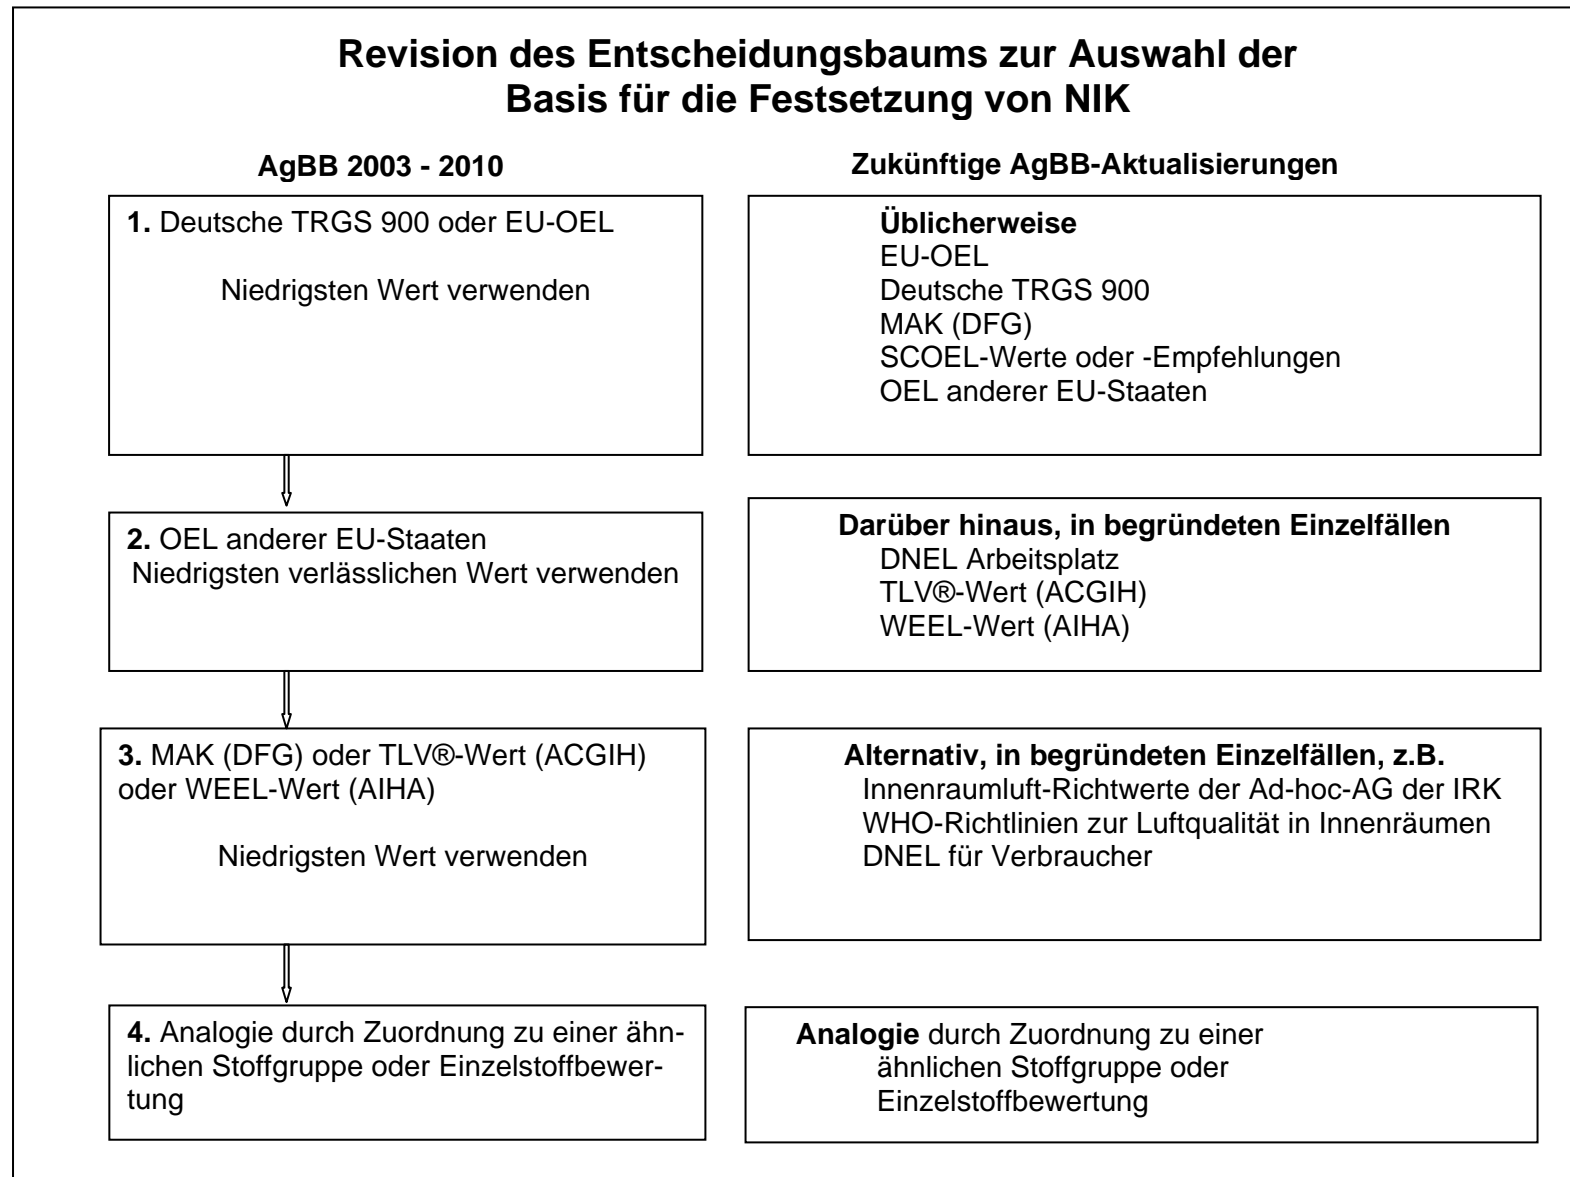 Revision des Entscheidungsbaums zur Auswahl der
Basis für die Festsetzung von NIK
AgBB 2003 - 2010
1. Deutsche TRGS 900 oder EU-OEL
Niedrigsten Wert verwenden
2. OEL anderer EU-Staaten
Niedrigsten verlässlichen Wert verwenden
3. MAK (DFG) oder TLV®-Wert (ACGIH)
oder WEEL-Wert (AIHA)
Niedrigsten Wert verwenden
4. Analogie durch Zuordnung zu einer ähn-
lichen Stoffgruppe oder Einzelstoffbewer-
tung
Zukünftige AgBB-Aktualisierungen
Üblicherweise
EU-OEL
Deutsche TRGS 900
MAK (DFG)
SCOEL-Werte oder -Empfehlungen
OEL anderer EU-Staaten
Darüber hinaus, in begründeten Einzelfällen
DNEL Arbeitsplatz
TLV®-Wert (ACGIH)
WEEL-Wert (AIHA)
Alternativ, in begründeten Einzelfällen, z.B.
Innenraumluft-Richtwerte der Ad-hoc-AG der IRK
WHO-Richtlinien zur Luftqualität in Innenräumen
DNEL für Verbraucher
Analogie durch Zuordnung zu einer
ähnlichen Stoffgruppe oder
Einzelstoffbewertung